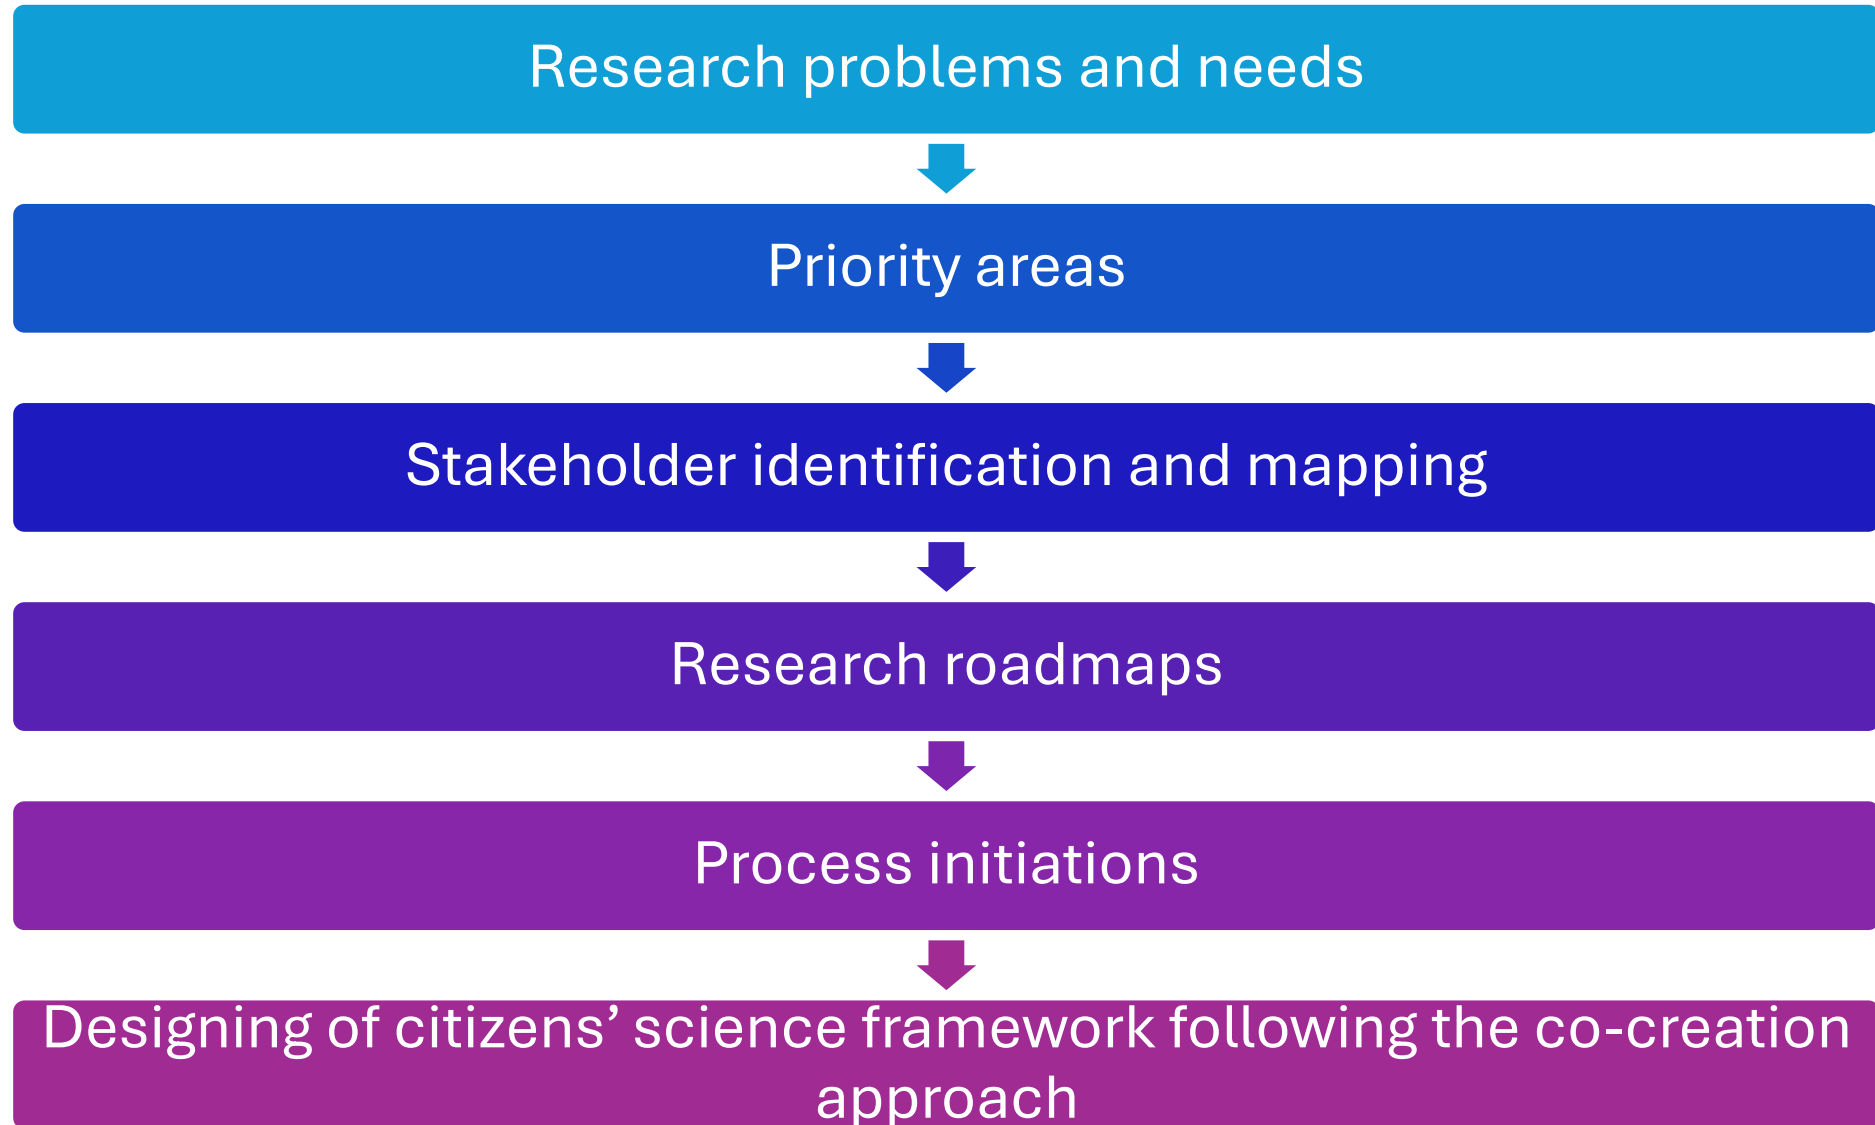 Research problems and needs
Priority areas
Stakeholder identification and mapping
Research roadmaps
Process initiations
Designing of citizens’ science framework following the co-creation
approach